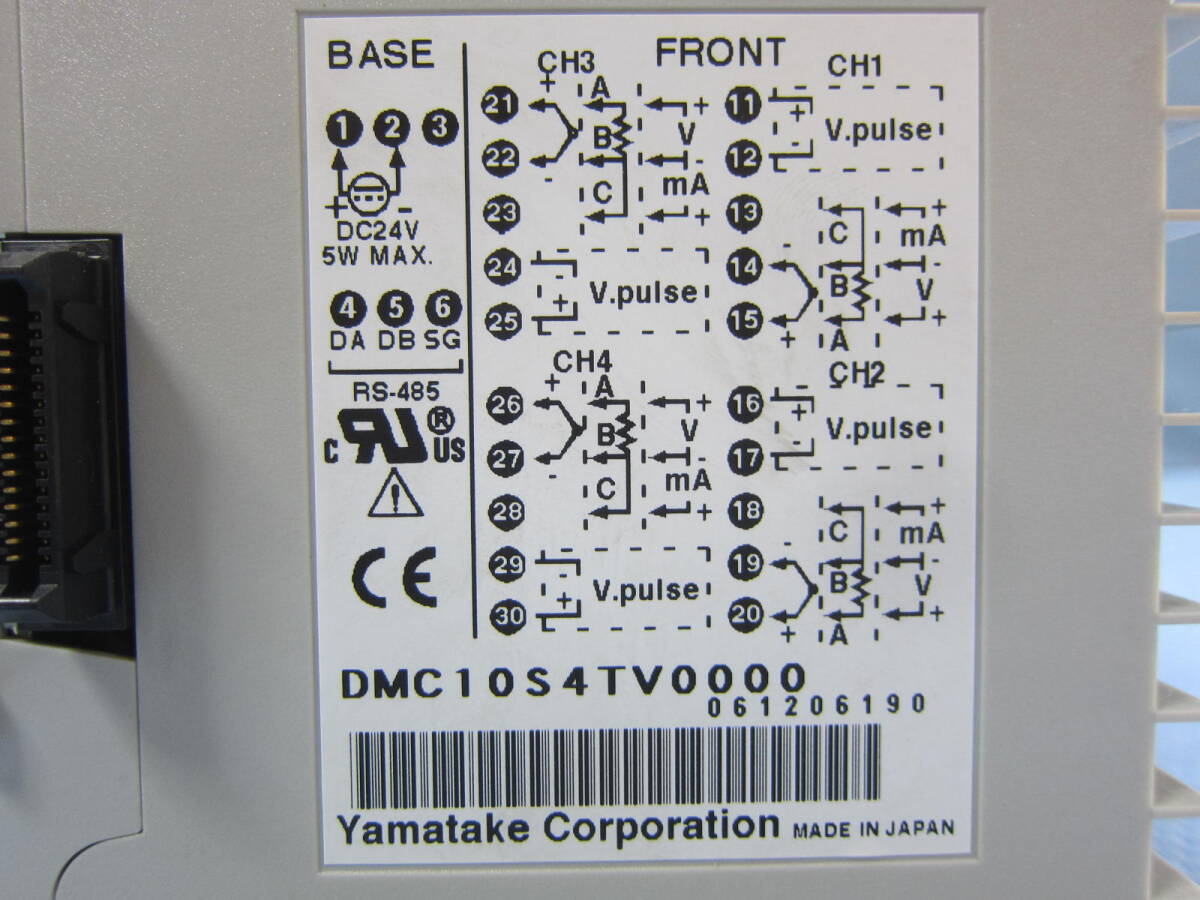 BASE
1 2 3
+ -
DC24V
5W MAX.
4 5 6
DA DB SG
RS-485
C RU ® US
CE
FRONT
CH3
21 + A +
B V
22 - -
C mA
23 +
24 -
V.pulse
25 +
CH4
26 + A +
B V
27 - -
C mA
28 +
29 -
V.pulse
30 +
CH1
11 +
V.pulse
12 -
13 +
C mA
14 - -
B V
15 + A +
CH2
16 +
V.pulse
17 -
18 +
C mA
19 - -
B V
20 + A +
DMC10S4TV0000
061206190
Yamatake Corporation MADE IN JAPAN